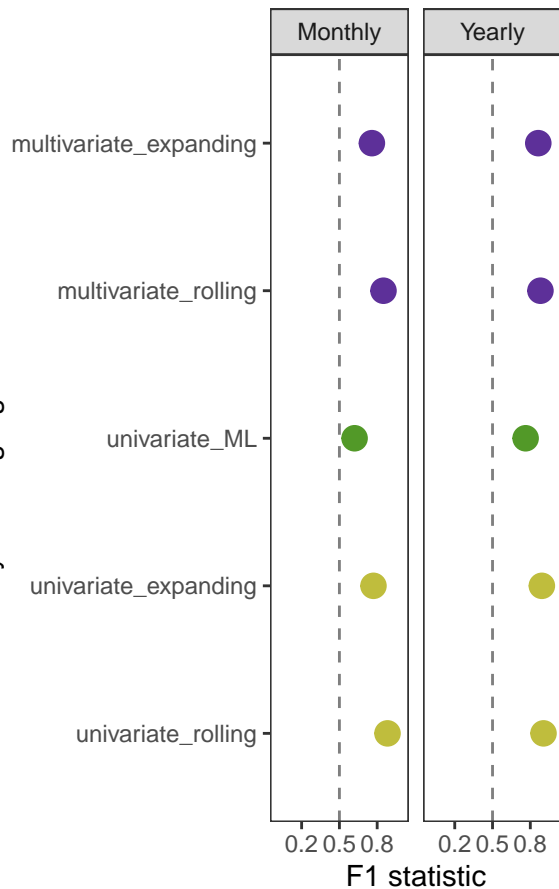 Monthly Yearly
multivariate_expanding
multivariate_rolling
univariate_ML
univariate_expanding
univariate_rolling
0.2 0.5 0.8 0.2 0.5 0.8
F1 statistic